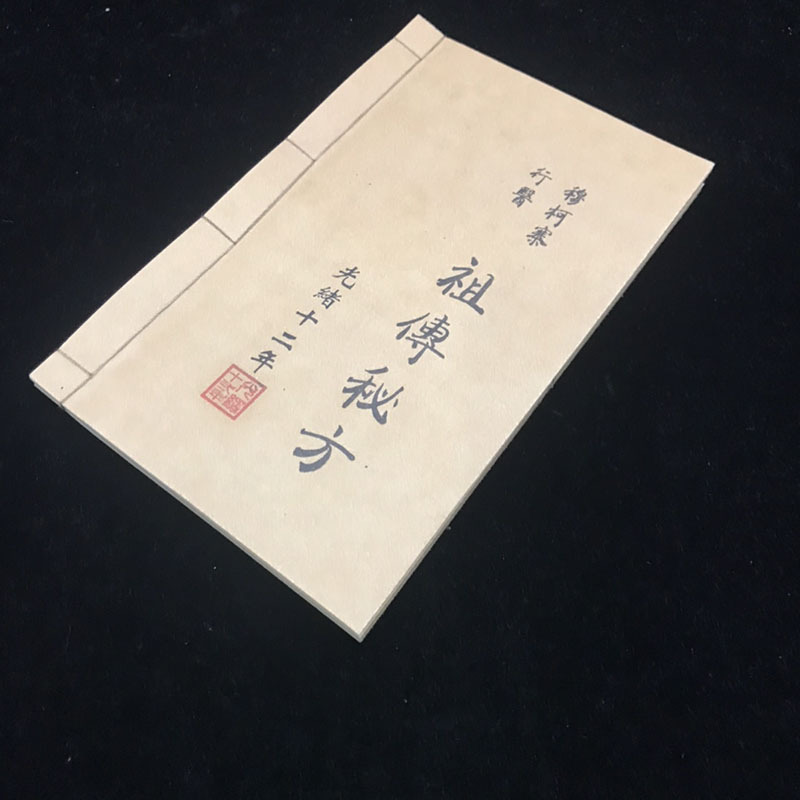 穆柯寨
行醫
祖傳秘方
光緒十二年